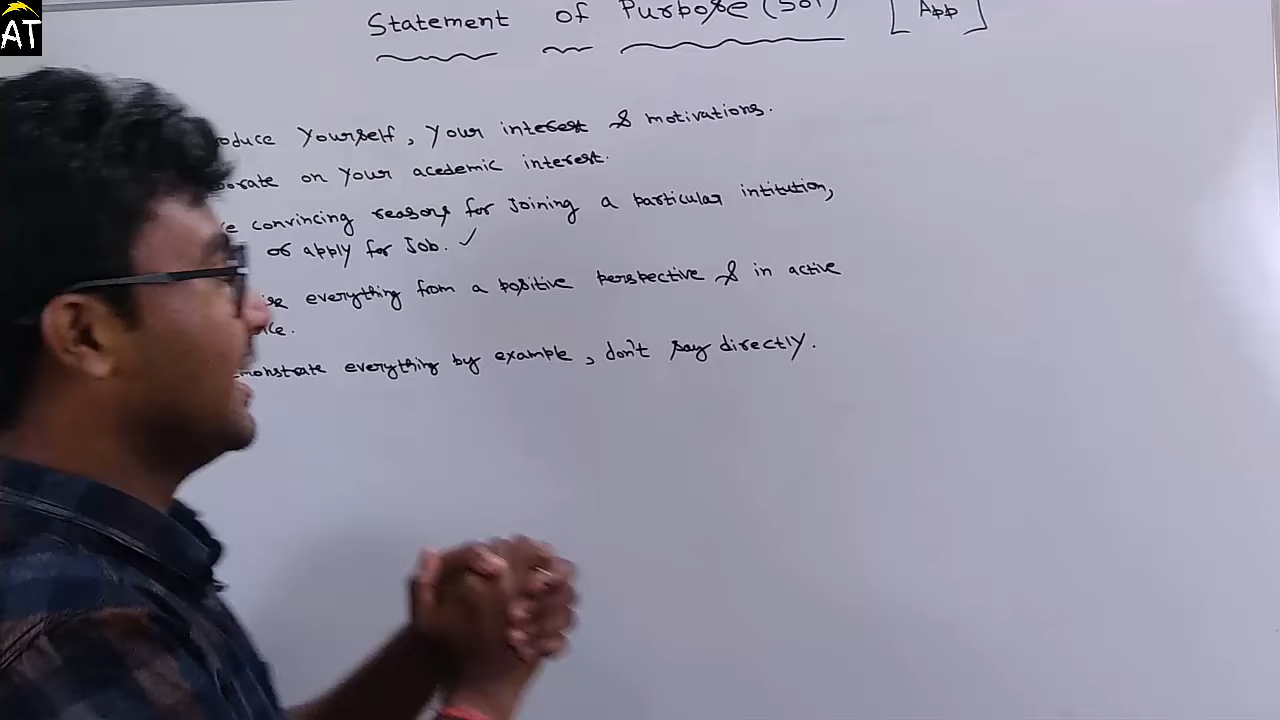 AT
Statement of Purpose (SOP) [App]
oduce Yourself, Your interest & motivations.
orate on Your acedemic interest.
e convincing reasons for Joining a particular intitution,
or apply for Job. ✓
ise everything from a positive perspective & in active
ce.
monstrate everything by example, don't say directly.